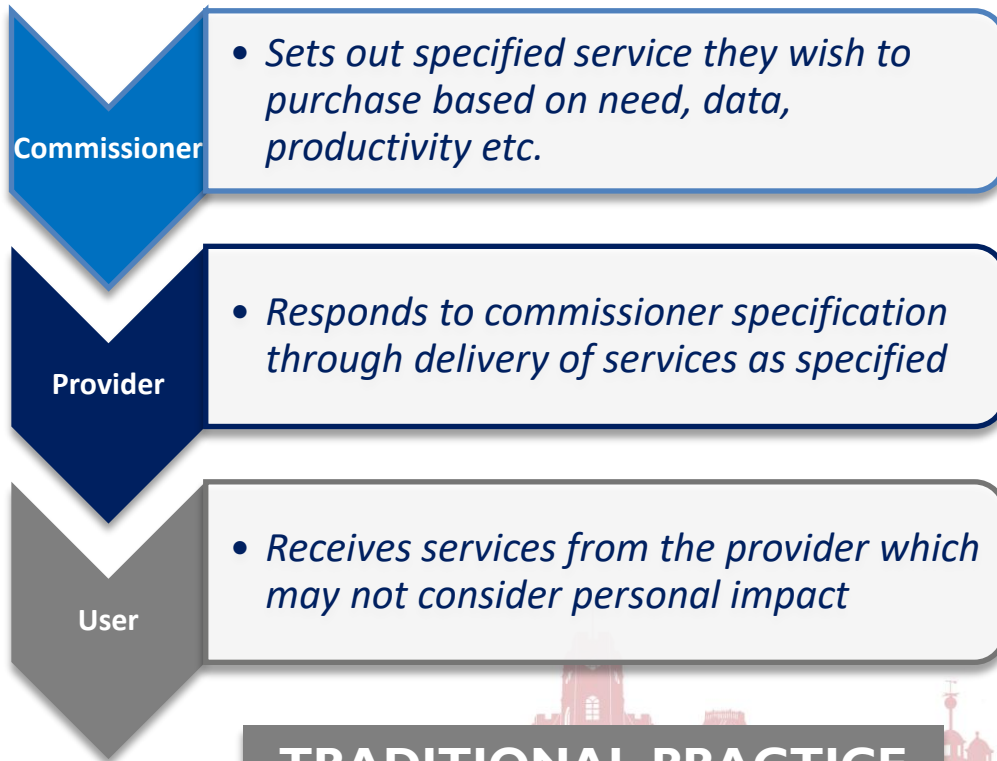 Commissioner
• Sets out specified service they wish to
purchase based on need, data,
productivity etc.
Provider
• Responds to commissioner specification
through delivery of services as specified
User
• Receives services from the provider which
may not consider personal impact
TRADITIONAL PRACTICE